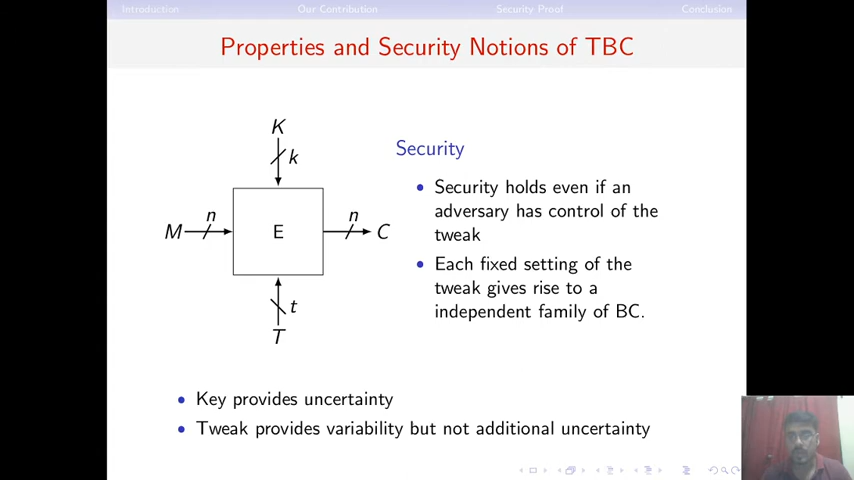 Introduction Our Contribution Security Proof Conclusion
Properties and Security Notions of TBC
K
k
M n E n C
t
T
Security
• Security holds even if an
adversary has control of the
tweak
• Each fixed setting of the
tweak gives rise to a
independent family of BC.
• Key provides uncertainty
• Tweak provides variability but not additional uncertainty